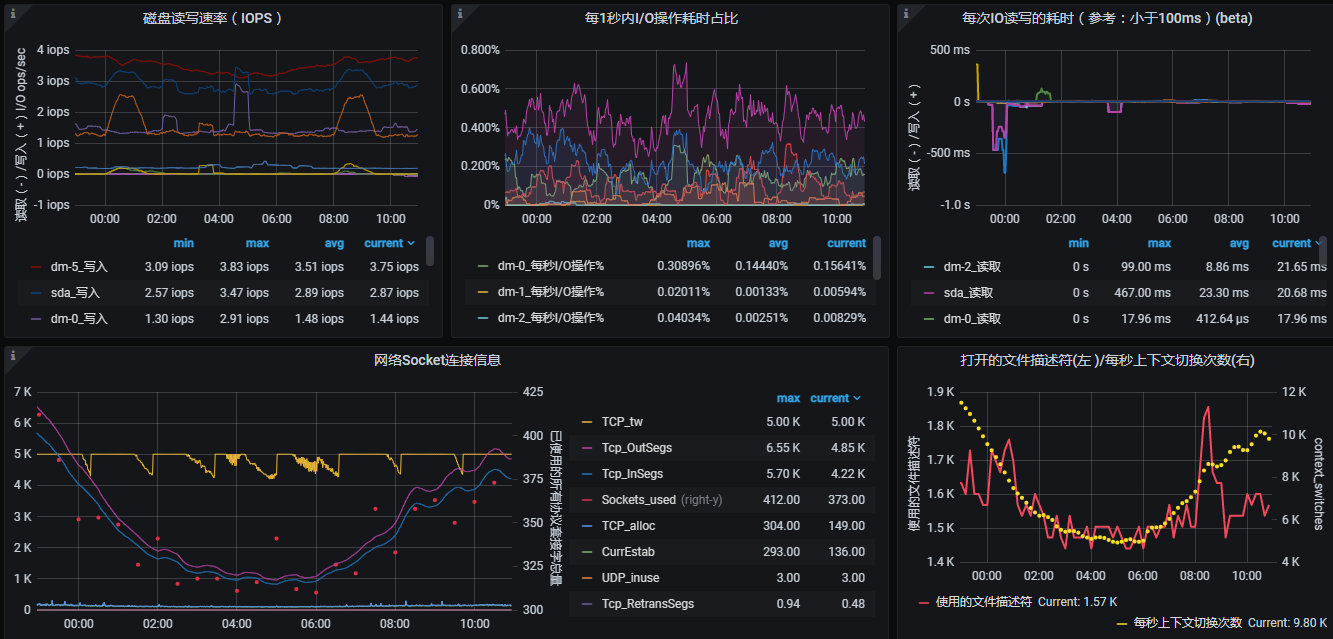 磁盘读写速率（IOPS）
读取(-)/写入(+) I/O ops/sec
4 iops
3 iops
2 iops
1 iops
0 iops
-1 iops
00:00 02:00 04:00 06:00 08:00 10:00
min max avg current
dm-5_写入 3.09 iops 3.83 iops 3.51 iops 3.75 iops
sda_写入 2.57 iops 3.47 iops 2.89 iops 2.87 iops
dm-0_写入 1.30 iops 2.91 iops 1.48 iops 1.44 iops
每1秒内I/O操作耗时占比
0.800%
0.600%
0.400%
0.200%
0%
00:00 02:00 04:00 06:00 08:00 10:00
max avg current
dm-0_每秒I/O操作% 0.30896% 0.14440% 0.15641%
dm-1_每秒I/O操作% 0.02011% 0.00133% 0.00594%
dm-2_每秒I/O操作% 0.04034% 0.00251% 0.00829%
每次IO读写的耗时（参考：小于100ms）(beta)
读取(-)/写入(+)
500 ms
0 s
-500 ms
-1.0 s
00:00 02:00 04:00 06:00 08:00 10:00
min max avg current
dm-2_读取 0 s 99.00 ms 8.86 ms 21.65 ms
sda_读取 0 s 467.00 ms 23.30 ms 20.68 ms
dm-0_读取 0 s 17.96 ms 412.64 µs 17.96 ms
网络Socket连接信息
7 K
6 K
5 K
4 K
3 K
2 K
1 K
0
425
400
375
350
325
300
已使用的所有协议套接字总量
00:00 02:00 04:00 06:00 08:00 10:00
max current
TCP_tw 5.00 K 5.00 K
Tcp_OutSegs 6.55 K 4.85 K
Tcp_InSegs 5.70 K 4.22 K
Sockets_used (right-y) 412.00 373.00
TCP_alloc 304.00 149.00
CurrEstab 293.00 136.00
UDP_inuse 3.00 3.00
Tcp_RetransSegs 0.94 0.48
打开的文件描述符(左 )/每秒上下文切换次数(右)
使用的文件描述符
1.9 K
1.8 K
1.7 K
1.6 K
1.5 K
1.4 K
12 K
10 K
8 K
6 K
4 K
context_switches
00:00 02:00 04:00 06:00 08:00 10:00
使用的文件描述符 Current: 1.57 K
每秒上下文切换次数 Current: 9.80 K